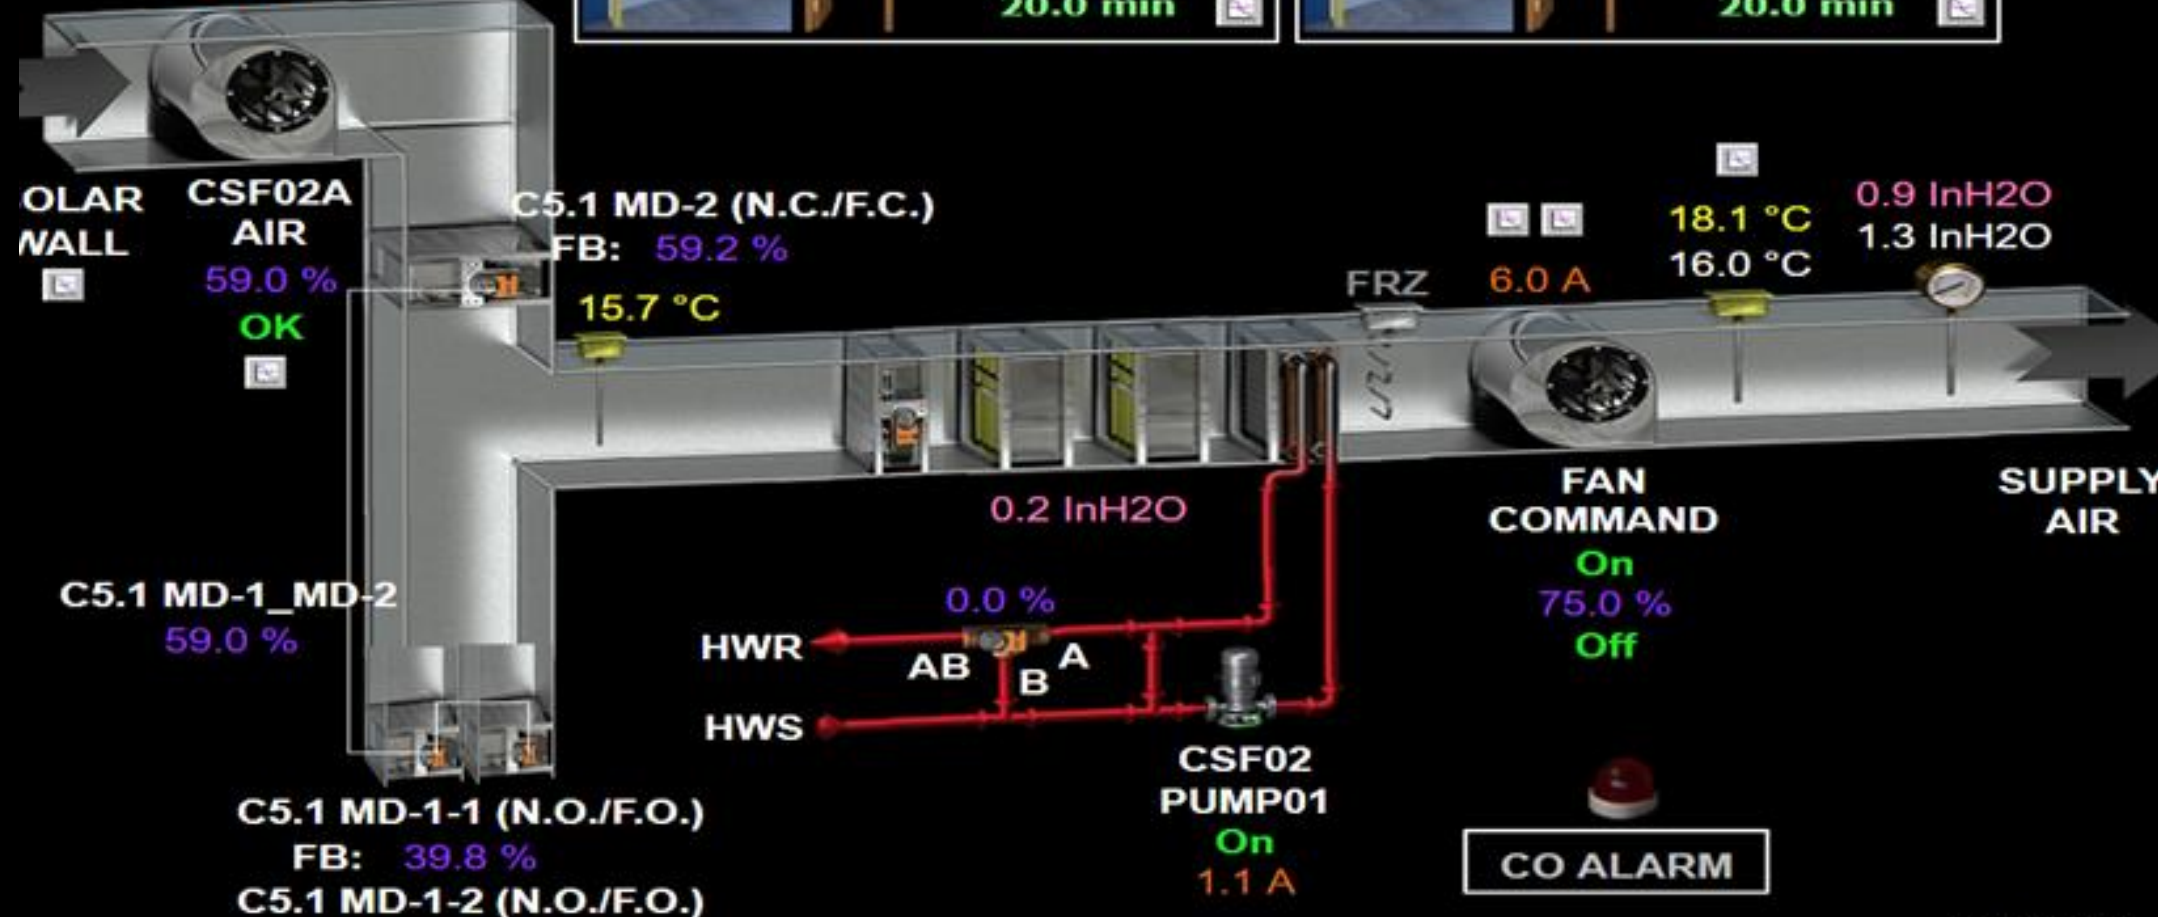 20.0 min
20.0 min
OLAR
WALL
CSF02A
AIR
59.0 %
OK
C5.1 MD-2 (N.C./F.C.)
FB: 59.2 %
15.7 °C
FRZ
6.0 A
18.1 °C
16.0 °C
0.9 InH2O
1.3 InH2O
FAN
COMMAND
On
75.0 %
Off
SUPPLY
AIR
0.2 InH2O
C5.1 MD-1_MD-2
59.0 %
0.0 %
HWR
AB
A
B
HWS
CSF02
PUMP01
On
1.1 A
CO ALARM
C5.1 MD-1-1 (N.O./F.O.)
FB: 39.8 %
C5.1 MD-1-2 (N.O./F.O.)